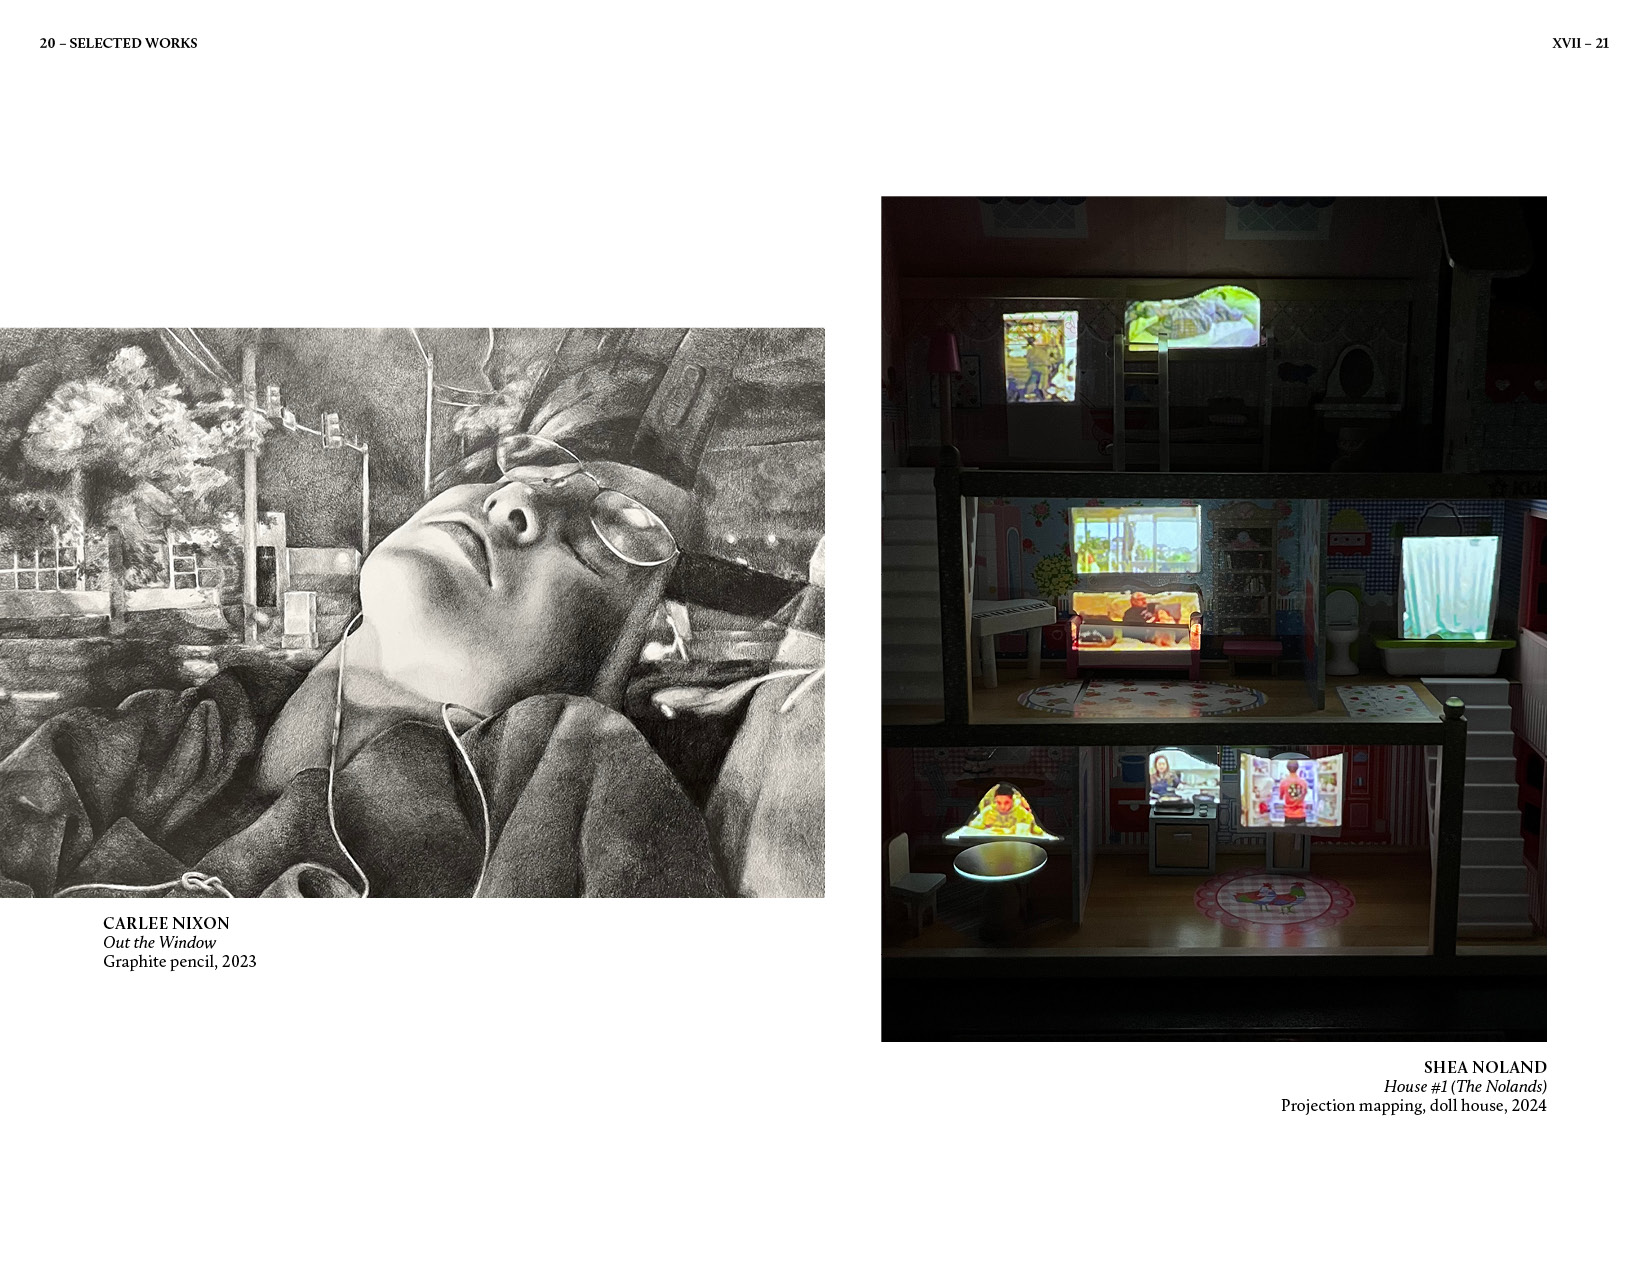 20 – SELECTED WORKS
XVII – 21
CARLEE NIXON
Out the Window
Graphite pencil, 2023
SHEA NOLAND
House #1 (The Nolands)
Projection mapping, doll house, 2024